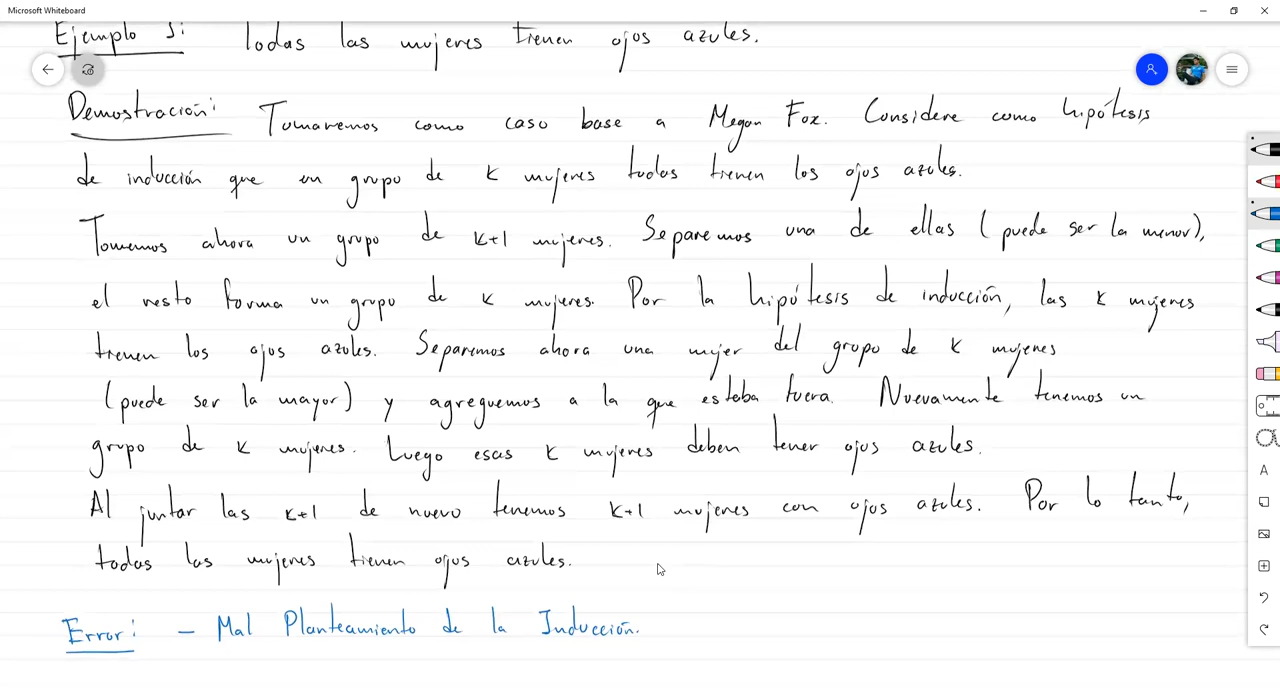 Microsoft Whiteboard
Ejemplo 5: Todas las mujeres tienen ojos azules.
Demostración: Tomaremos como caso base a Megan Fox. Considere como hipótesis
de inducción que en grupo de K mujeres todas tienen los ojos azules.
Tomemos ahora un grupo de K+1 mujeres. Separemos una de ellas (puede ser la menor),
el resto forma un grupo de K mujeres. Por la hipótesis de inducción, las K mujeres
tienen los ojos azules. Separemos ahora una mujer del grupo de K mujeres
(puede ser la mayor) y agreguemos a la que estaba fuera. Nuevamente tenemos un
grupo de K mujeres. Luego esas K mujeres deben tener ojos azules.
Al juntar las K+1 de nuevo tenemos K+1 mujeres con ojos azules. Por lo tanto,
todas las mujeres tienen ojos azules.
Error: - Mal Planteamiento de la Inducción.
A